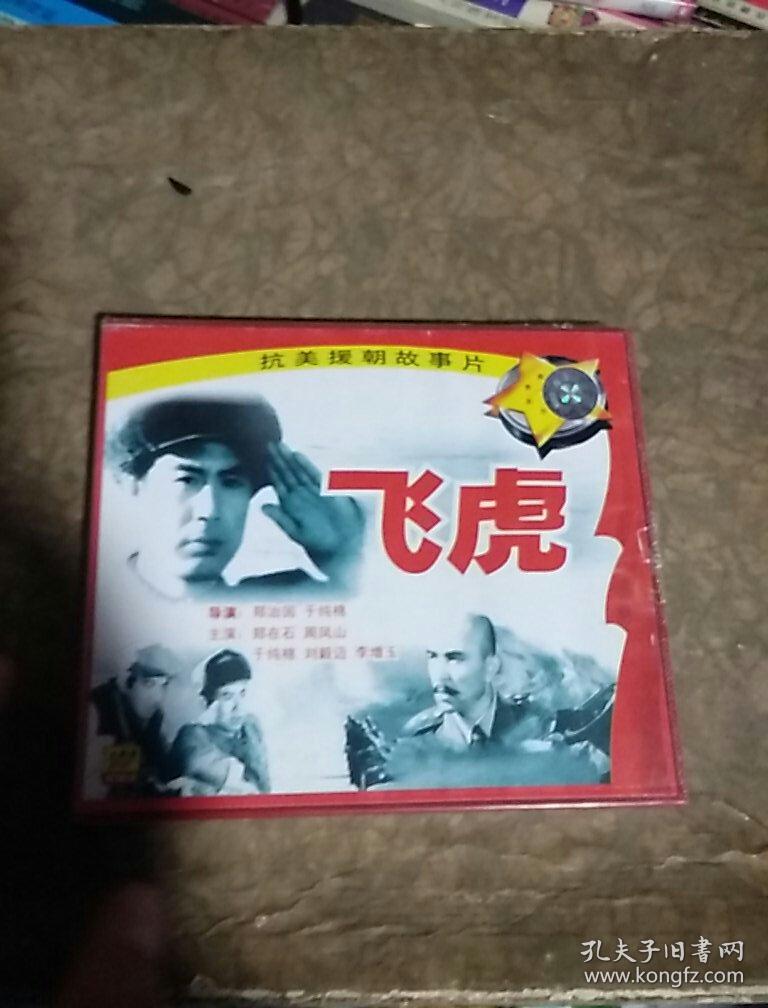 抗美援朝故事片
飞虎
导演：郑治国 于纯绵
主演：郑在石 周凤山
于纯绵 刘毅迈 李增玉
孔夫子旧书网
www.kongfz.com